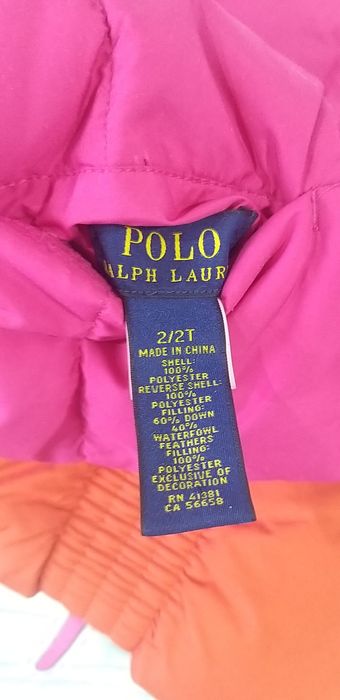 POLO
RALPH LAUR
2/2T
MADE IN CHINA
SHELL:
100%
POLYESTER
REVERSE SHELL:
100%
POLYESTER
FILLING:
60% DOWN
40%
WATERFOWL
FEATHERS
FILLING:
100%
POLYESTER
EXCLUSIVE OF
DECORATION
RN 41381
CA 56658